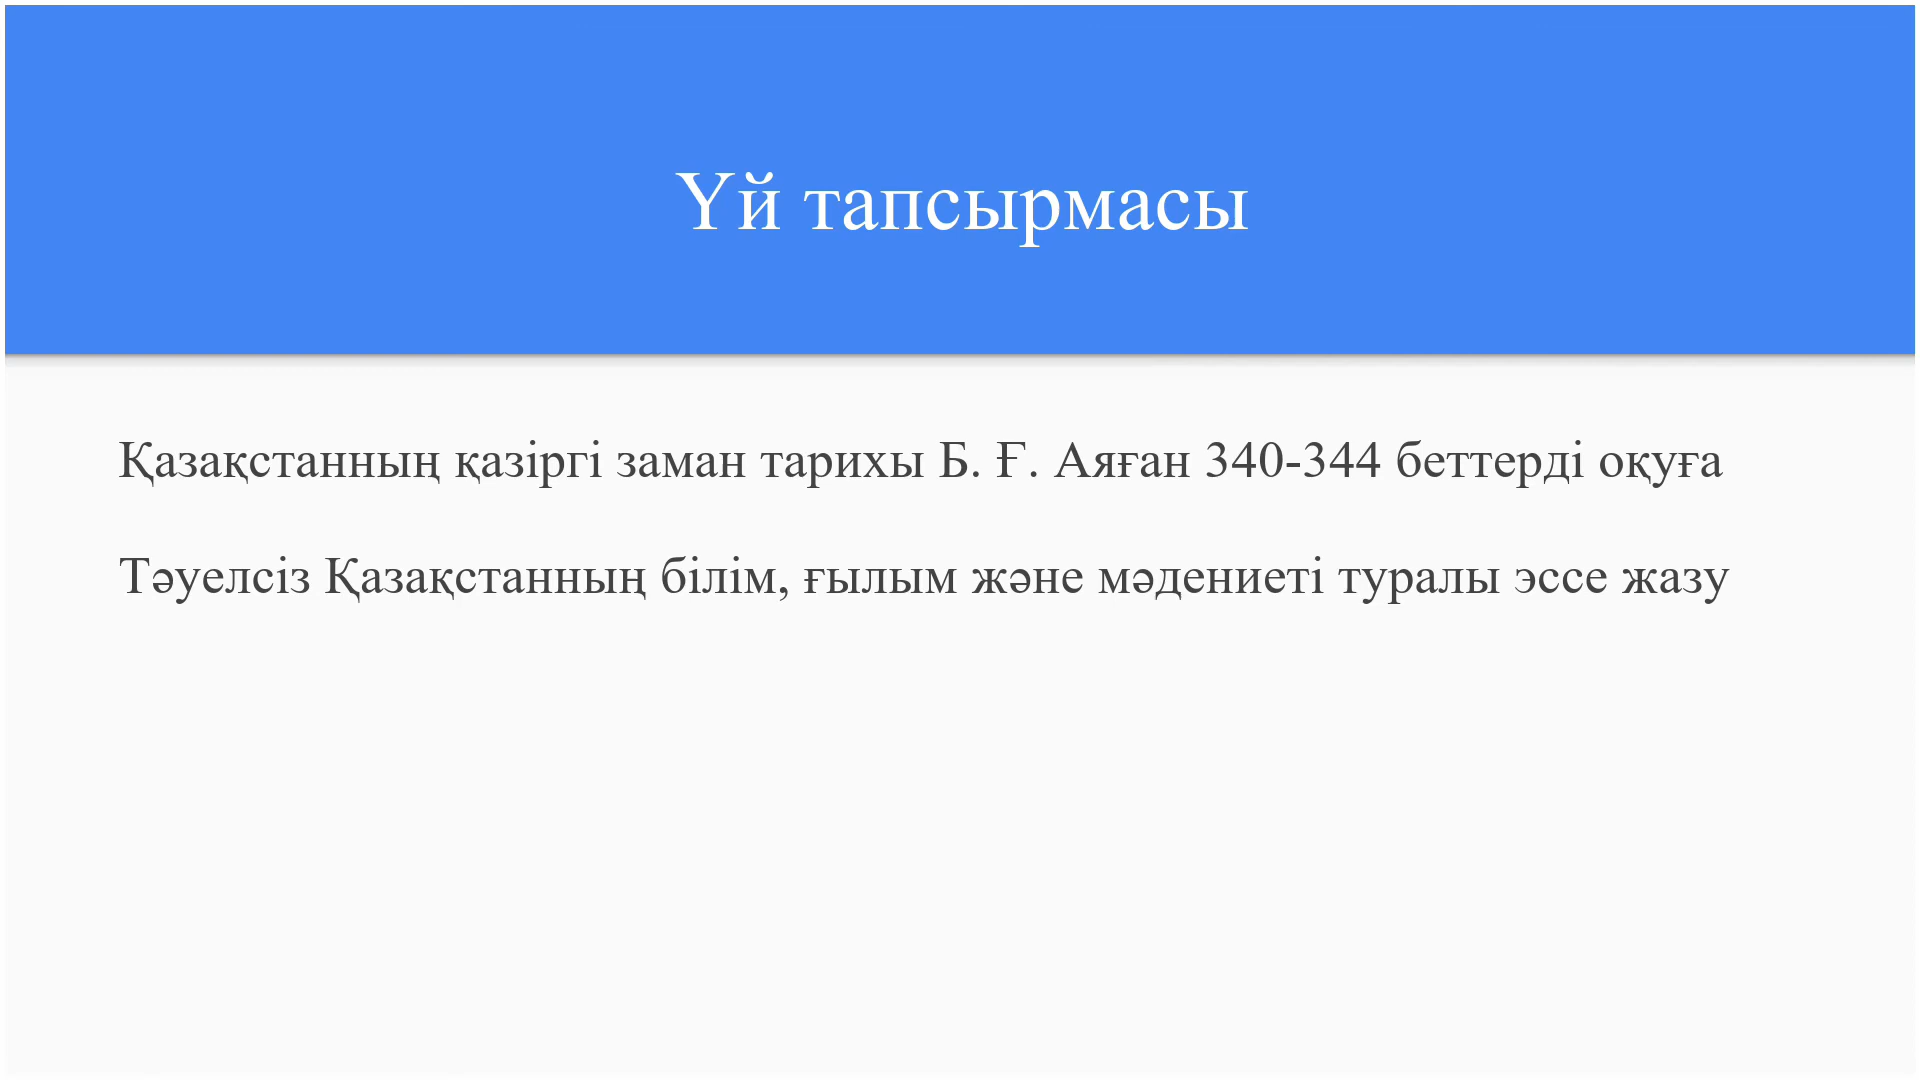 Үй тапсырмасы
Қазақстанның қазіргі заман тарихы Б. Ғ. Аяған 340-344 беттерді оқуға
Тәуелсіз Қазақстанның білім, ғылым және мәдениеті туралы эссе жазу